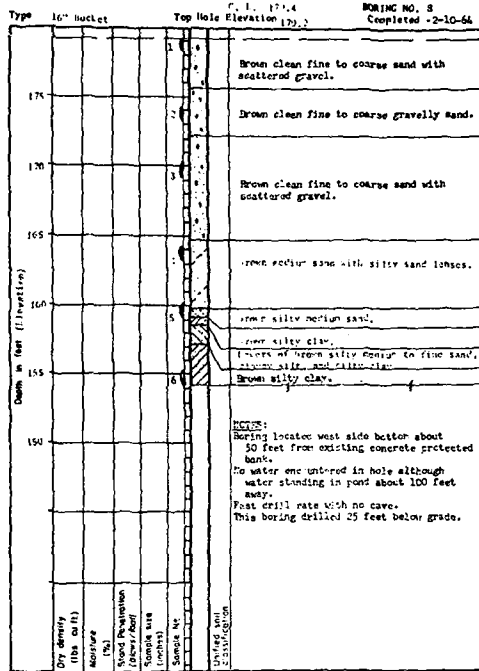 Type 16" Bucket Top Hole Elevation 179.2 BORING NO. 8
Completed -2-10-64
1
Brown clean fine to coarse sand with
scattered gravel.
175
2 Brown clean fine to coarse gravelly sand.
170
3
Brown clean fine to coarse sand with
scattered gravel.
165
medium sand with silty sand lenses.
160
5 silty medium sand.
silty clay.
Layers of brown silty medium to fine sand,
silt, and silty clay
155
6 Brown silty clay.
Depth in feet (Elevation)
150
NOTES:
Boring located west side bottom about
50 feet from existing concrete protected
bank.
No water encountered in hole although
water standing in pond about 100 feet
away.
Fast drill rate with no cave.
This boring drilled 25 feet below grade.
Dry density
(lbs cu ft)
Moisture
(%)
Stand Penetration
(blows/foot)
Sample size
(inches)
Sample No.
Unified soil
classification